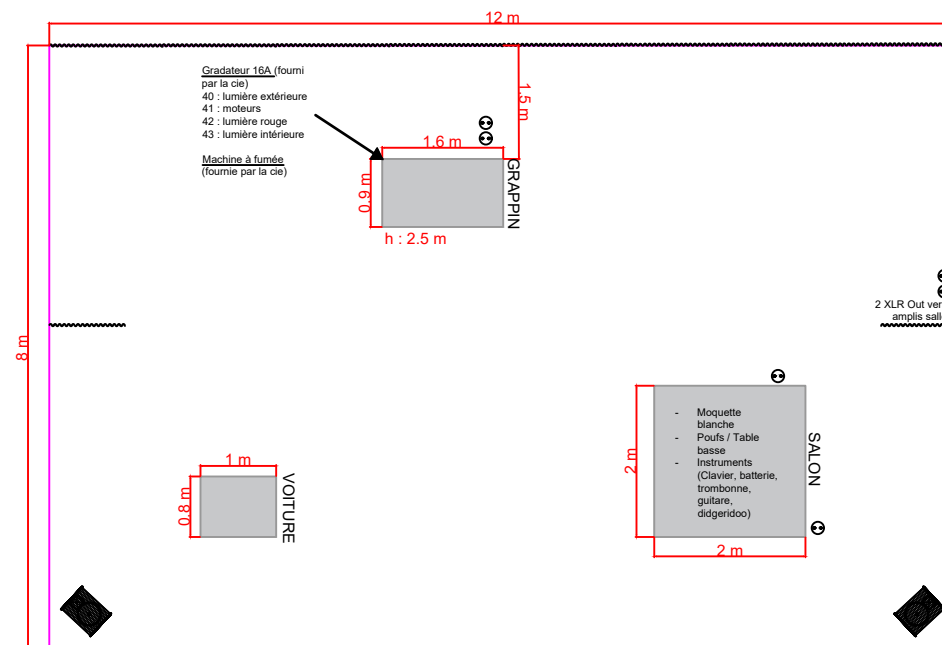 12 m
Gradateur 16A (fourni
par la cie)
40 : lumière extérieure
41 : moteurs
42 : lumière rouge
43 : lumière intérieure
Machine à fumée
(fournie par la cie)
1.5 m
1.6 m
0.9 m
GRAPPIN
h : 2.5 m
2 XLR Out ver
amplis sall
8 m
1 m
0.8 m
VOITURE
2 m
- Moquette
blanche
- Poufs / Table
basse
- Instruments
(Clavier, batterie,
trombonne,
guitare,
didgeridoo)
SALON
2 m